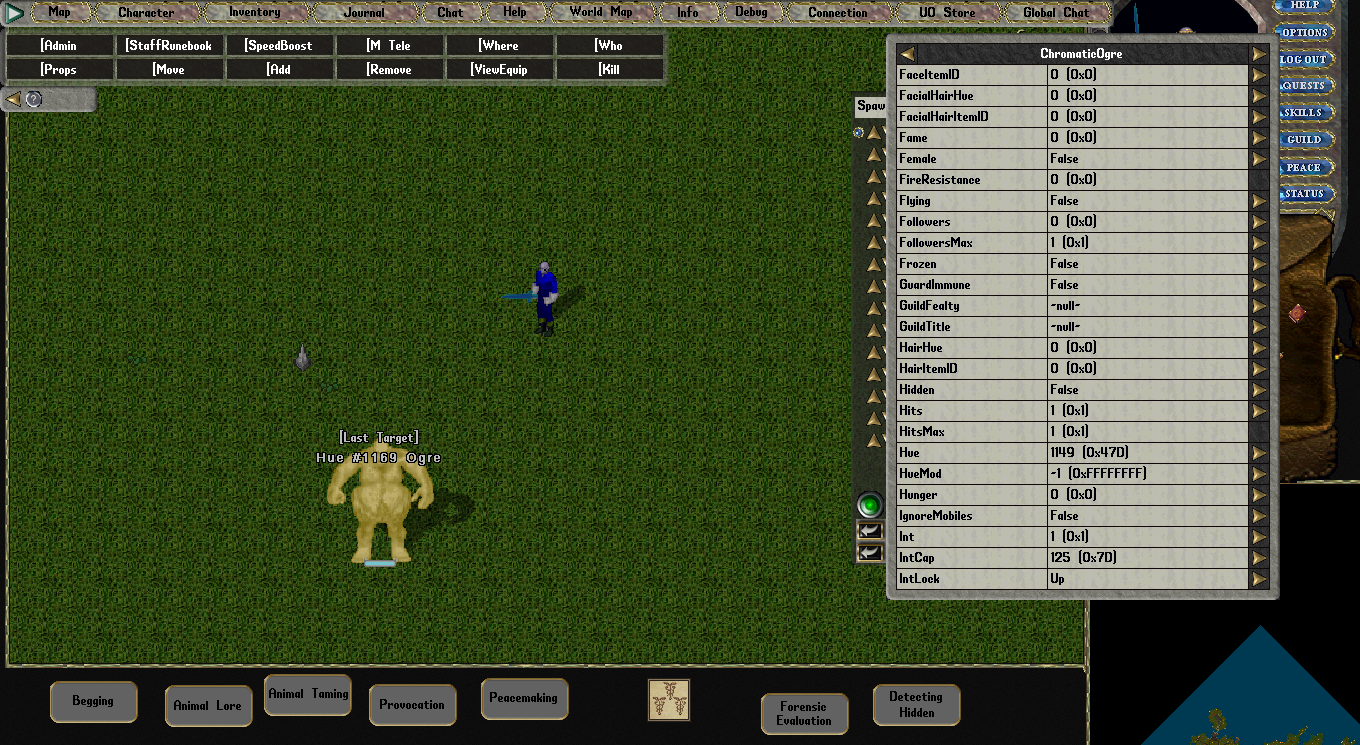 Map Character Inventory Journal Chat Help World Map Info Debug Connection UO Store Global Chat
[Admin [StaffRunebook [SpeedBoost [M Tele [Where [Who
[Props [Move [Add [Remove [ViewEquip [Kill
?
HELP
OPTIONS
LOG OUT
QUESTS
SKILLS
GUILD
PEACE
STATUS
Spaw
ChromaticOgre
FaceItemID 0 (0x0)
FacialHairHue 0 (0x0)
FacialHairItemID 0 (0x0)
Fame 0 (0x0)
Female False
FireResistance 0 (0x0)
Flying False
Followers 0 (0x0)
FollowersMax 1 (0x1)
Frozen False
GuardImmune False
GuildFealty -null-
GuildTitle -null-
HairHue 0 (0x0)
HairItemID 0 (0x0)
Hidden False
Hits 1 (0x1)
HitsMax 1 (0x1)
Hue 1149 (0x47D)
HueMod -1 (0xFFFFFFFF)
Hunger 0 (0x0)
IgnoreMobiles False
Int 1 (0x1)
IntCap 125 (0x7D)
IntLock Up
[Last Target]
Hue #1169 Ogre
Begging
Animal Lore
Animal Taming
Provocation
Peacemaking
Forensic
Evaluation
Detecting
Hidden